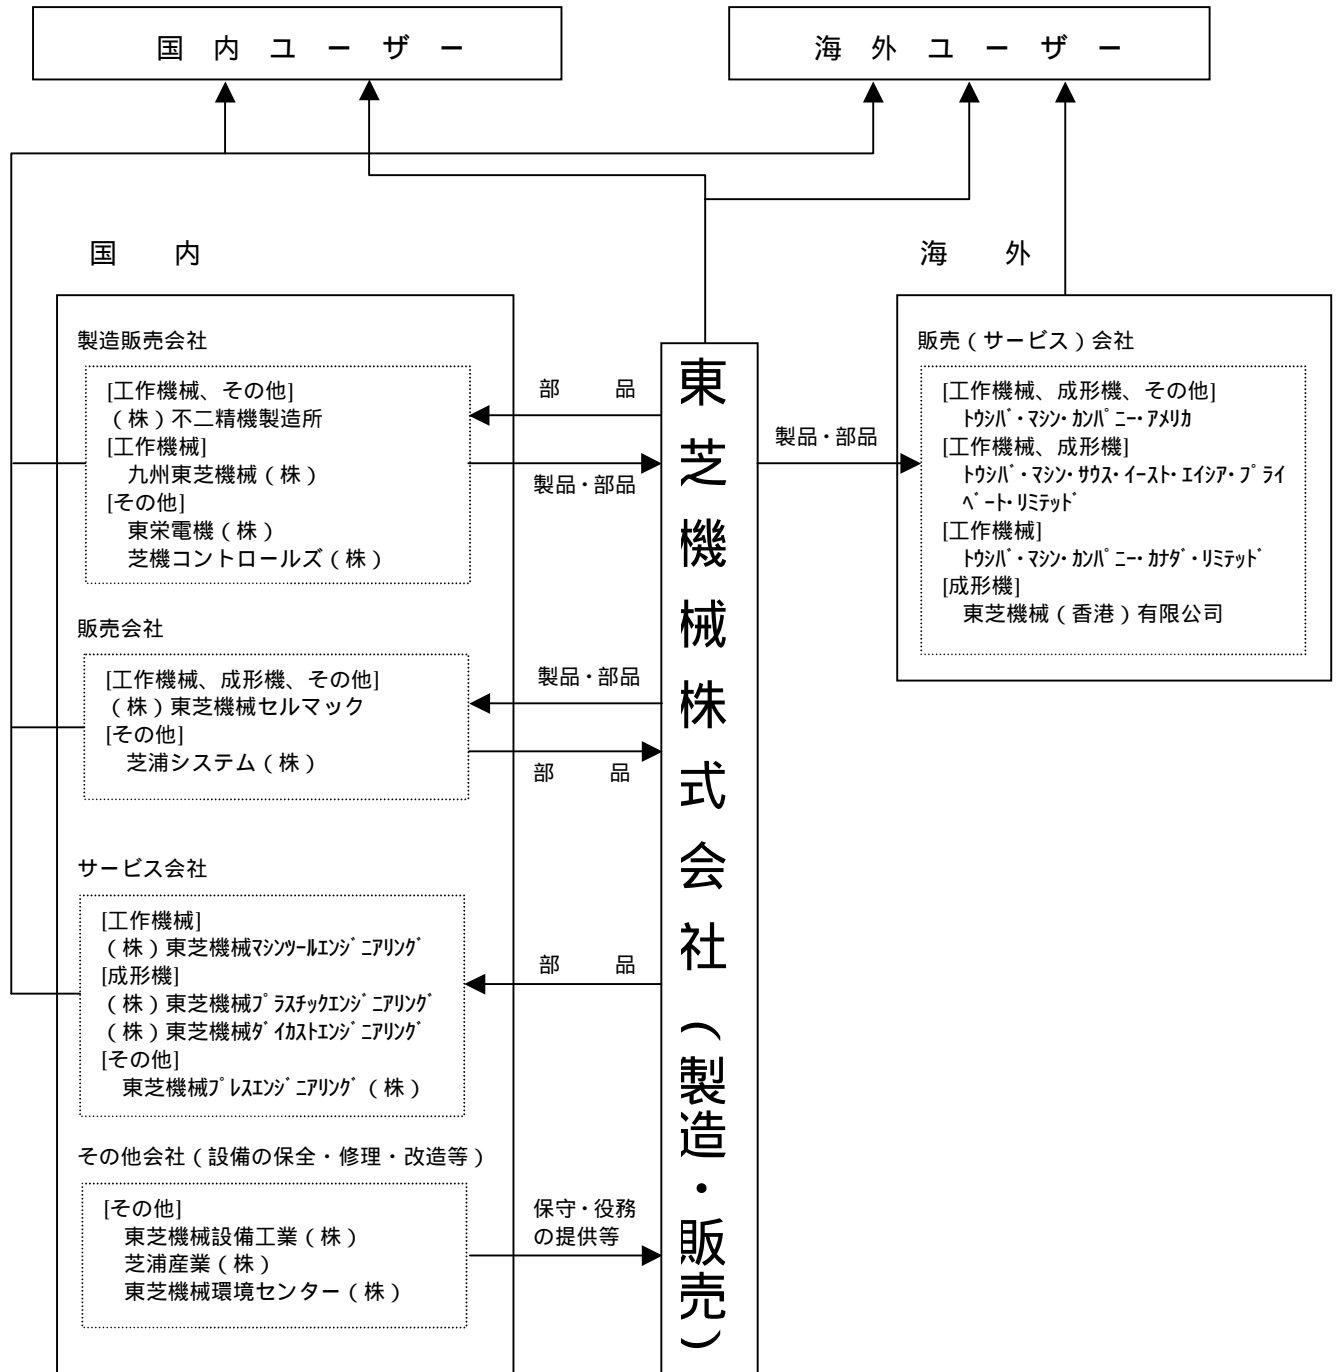 国 内 ユ ー ザ ー
海 外 ユ ー ザ ー
国 内
海 外
製造販売会社
[工作機械、その他]
（株）不二精機製造所
[工作機械]
九州東芝機械（株）
[その他]
東栄電機（株）
芝機コントロールズ（株）
販売会社
[工作機械、成形機、その他]
（株）東芝機械セルマック
[その他]
芝浦システム（株）
サービス会社
[工作機械]
（株）東芝機械ﾏｼﾝﾂｰﾙｴﾝｼﾞﾆｱﾘﾝｸﾞ
[成形機]
（株）東芝機械ﾌﾟﾗｽﾁｯｸｴﾝｼﾞﾆｱﾘﾝｸﾞ
（株）東芝機械ﾀﾞｲｶｽﾄｴﾝｼﾞﾆｱﾘﾝｸﾞ
[その他]
東芝機械ﾌﾟﾚｽｴﾝｼﾞﾆｱﾘﾝｸﾞ（株）
その他会社（設備の保全・修理・改造等）
[その他]
東芝機械設備工業（株）
芝浦産業（株）
東芝機械環境センター（株）
部 品
製品・部品
製品・部品
部 品
部 品
保守・役務
の提供等
東芝機械株式会社（製造・販売）
製品・部品
販売（サービス）会社
[工作機械、成形機、その他]
ﾄｳｼﾊﾞ・ﾏｼﾝ・ｶﾝﾊﾟﾆｰ・ｱﾒﾘｶ
[工作機械、成形機]
ﾄｳｼﾊﾞ・ﾏｼﾝ・ｻｳｽ・ｲｰｽﾄ・ｴｲｼｱ・ﾌﾟﾗｲ
ﾍﾞｰﾄ・ﾘﾐﾃｯﾄﾞ
[工作機械]
ﾄｳｼﾊﾞ・ﾏｼﾝ・ｶﾝﾊﾟﾆｰ・ｶﾅﾀﾞ・ﾘﾐﾃｯﾄﾞ
[成形機]
東芝機械（香港）有限公司